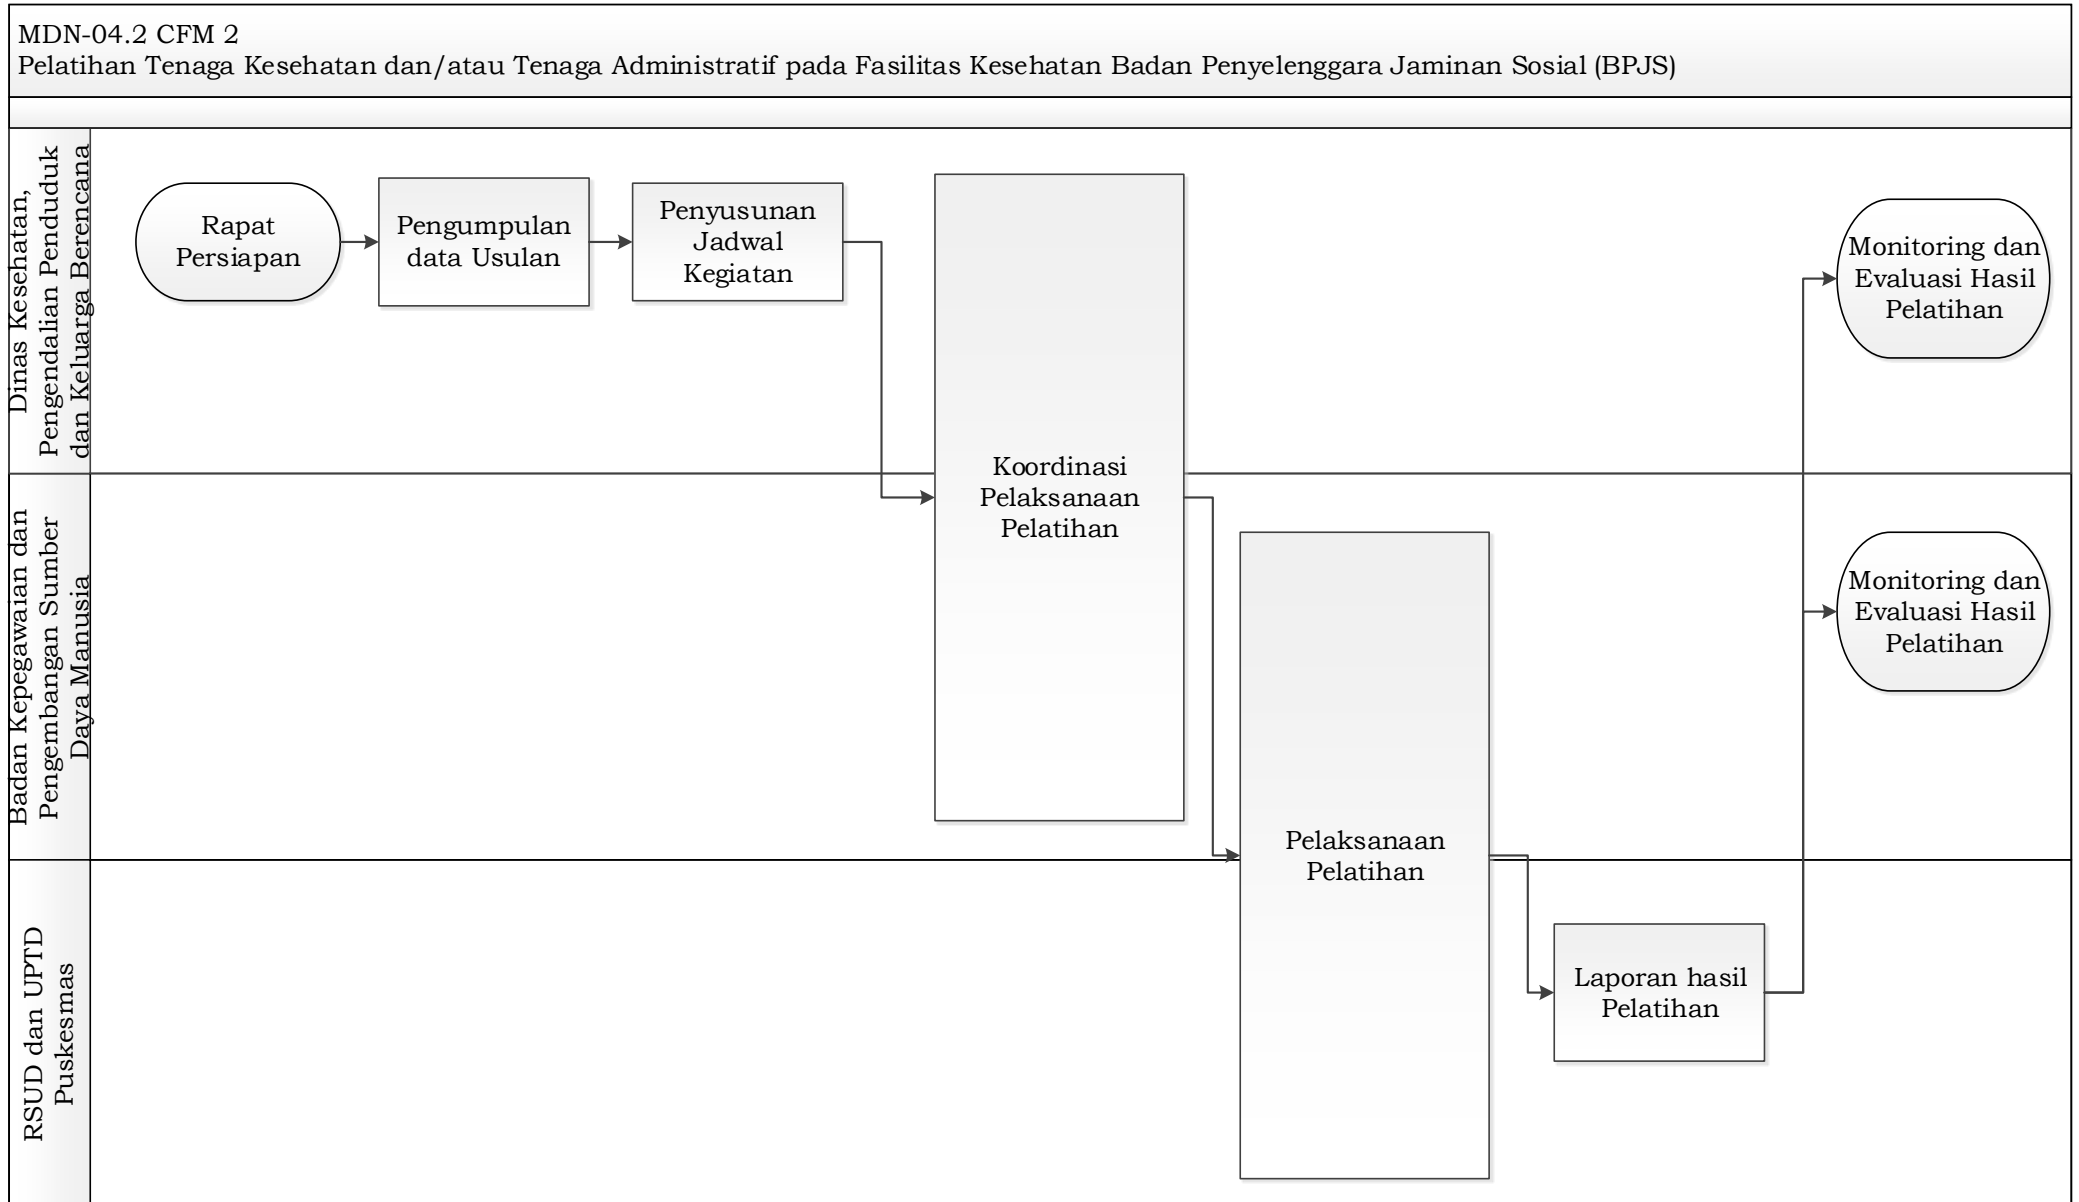 MDN-04.2 CFM 2
Pelatihan Tenaga Kesehatan dan/atau Tenaga Administratif pada Fasilitas Kesehatan Badan Penyelenggara Jaminan Sosial (BPJS)
Dinas Kesehatan,
Pengendalian Penduduk
dan Keluarga Berencana
Rapat
Persiapan
Pengumpulan
data Usulan
Penyusunan
Jadwal
Kegiatan
Koordinasi
Pelaksanaan
Pelatihan
Monitoring dan
Evaluasi Hasil
Pelatihan
Badan Kepegawaian dan
Pengembangan Sumber
Daya Manusia
Monitoring dan
Evaluasi Hasil
Pelatihan
Pelaksanaan
Pelatihan
RSUD dan UPTD
Puskesmas
Laporan hasil
Pelatihan